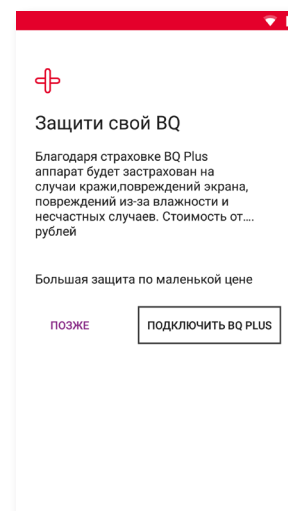 Защити свой BQ
Благодаря страховке BQ Plus
аппарат будет застрахован на
случаи кражи,повреждений экрана,
повреждений из-за влажности и
несчастных случаев. Стоимость от....
рублей
Большая защита по маленькой цене
ПОЗЖЕ
ПОДКЛЮЧИТЬ BQ PLUS